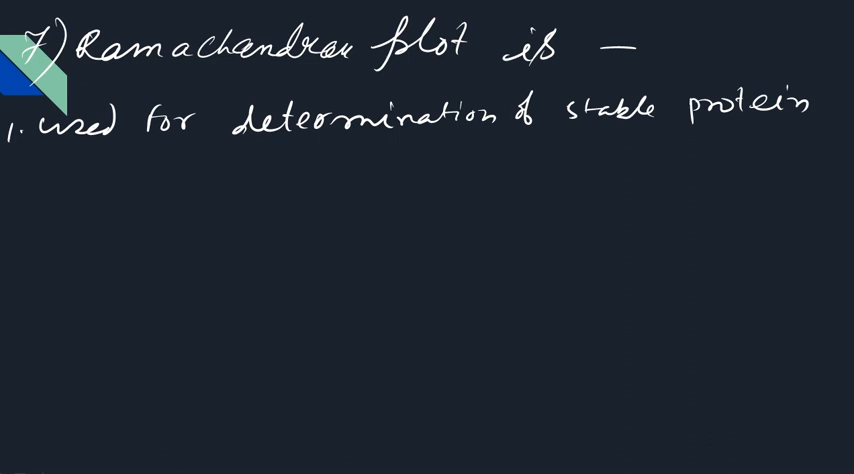 7) Ramachandran plot is —
1. used for determination of stable protein